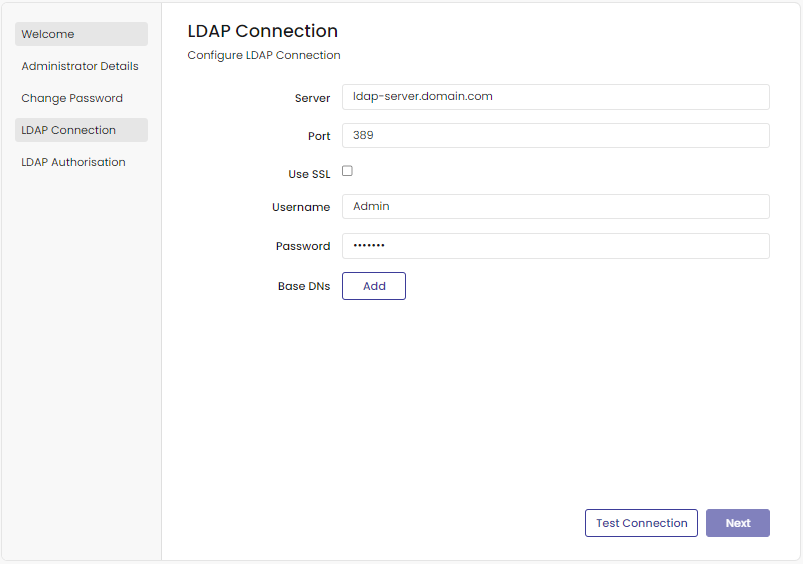 Welcome
Administrator Details
Change Password
LDAP Connection
LDAP Authorisation
LDAP Connection
Configure LDAP Connection
Server ldap-server.domain.com
Port 389
Use SSL
Username Admin
Password •••••••
Base DNs Add
Test Connection Next